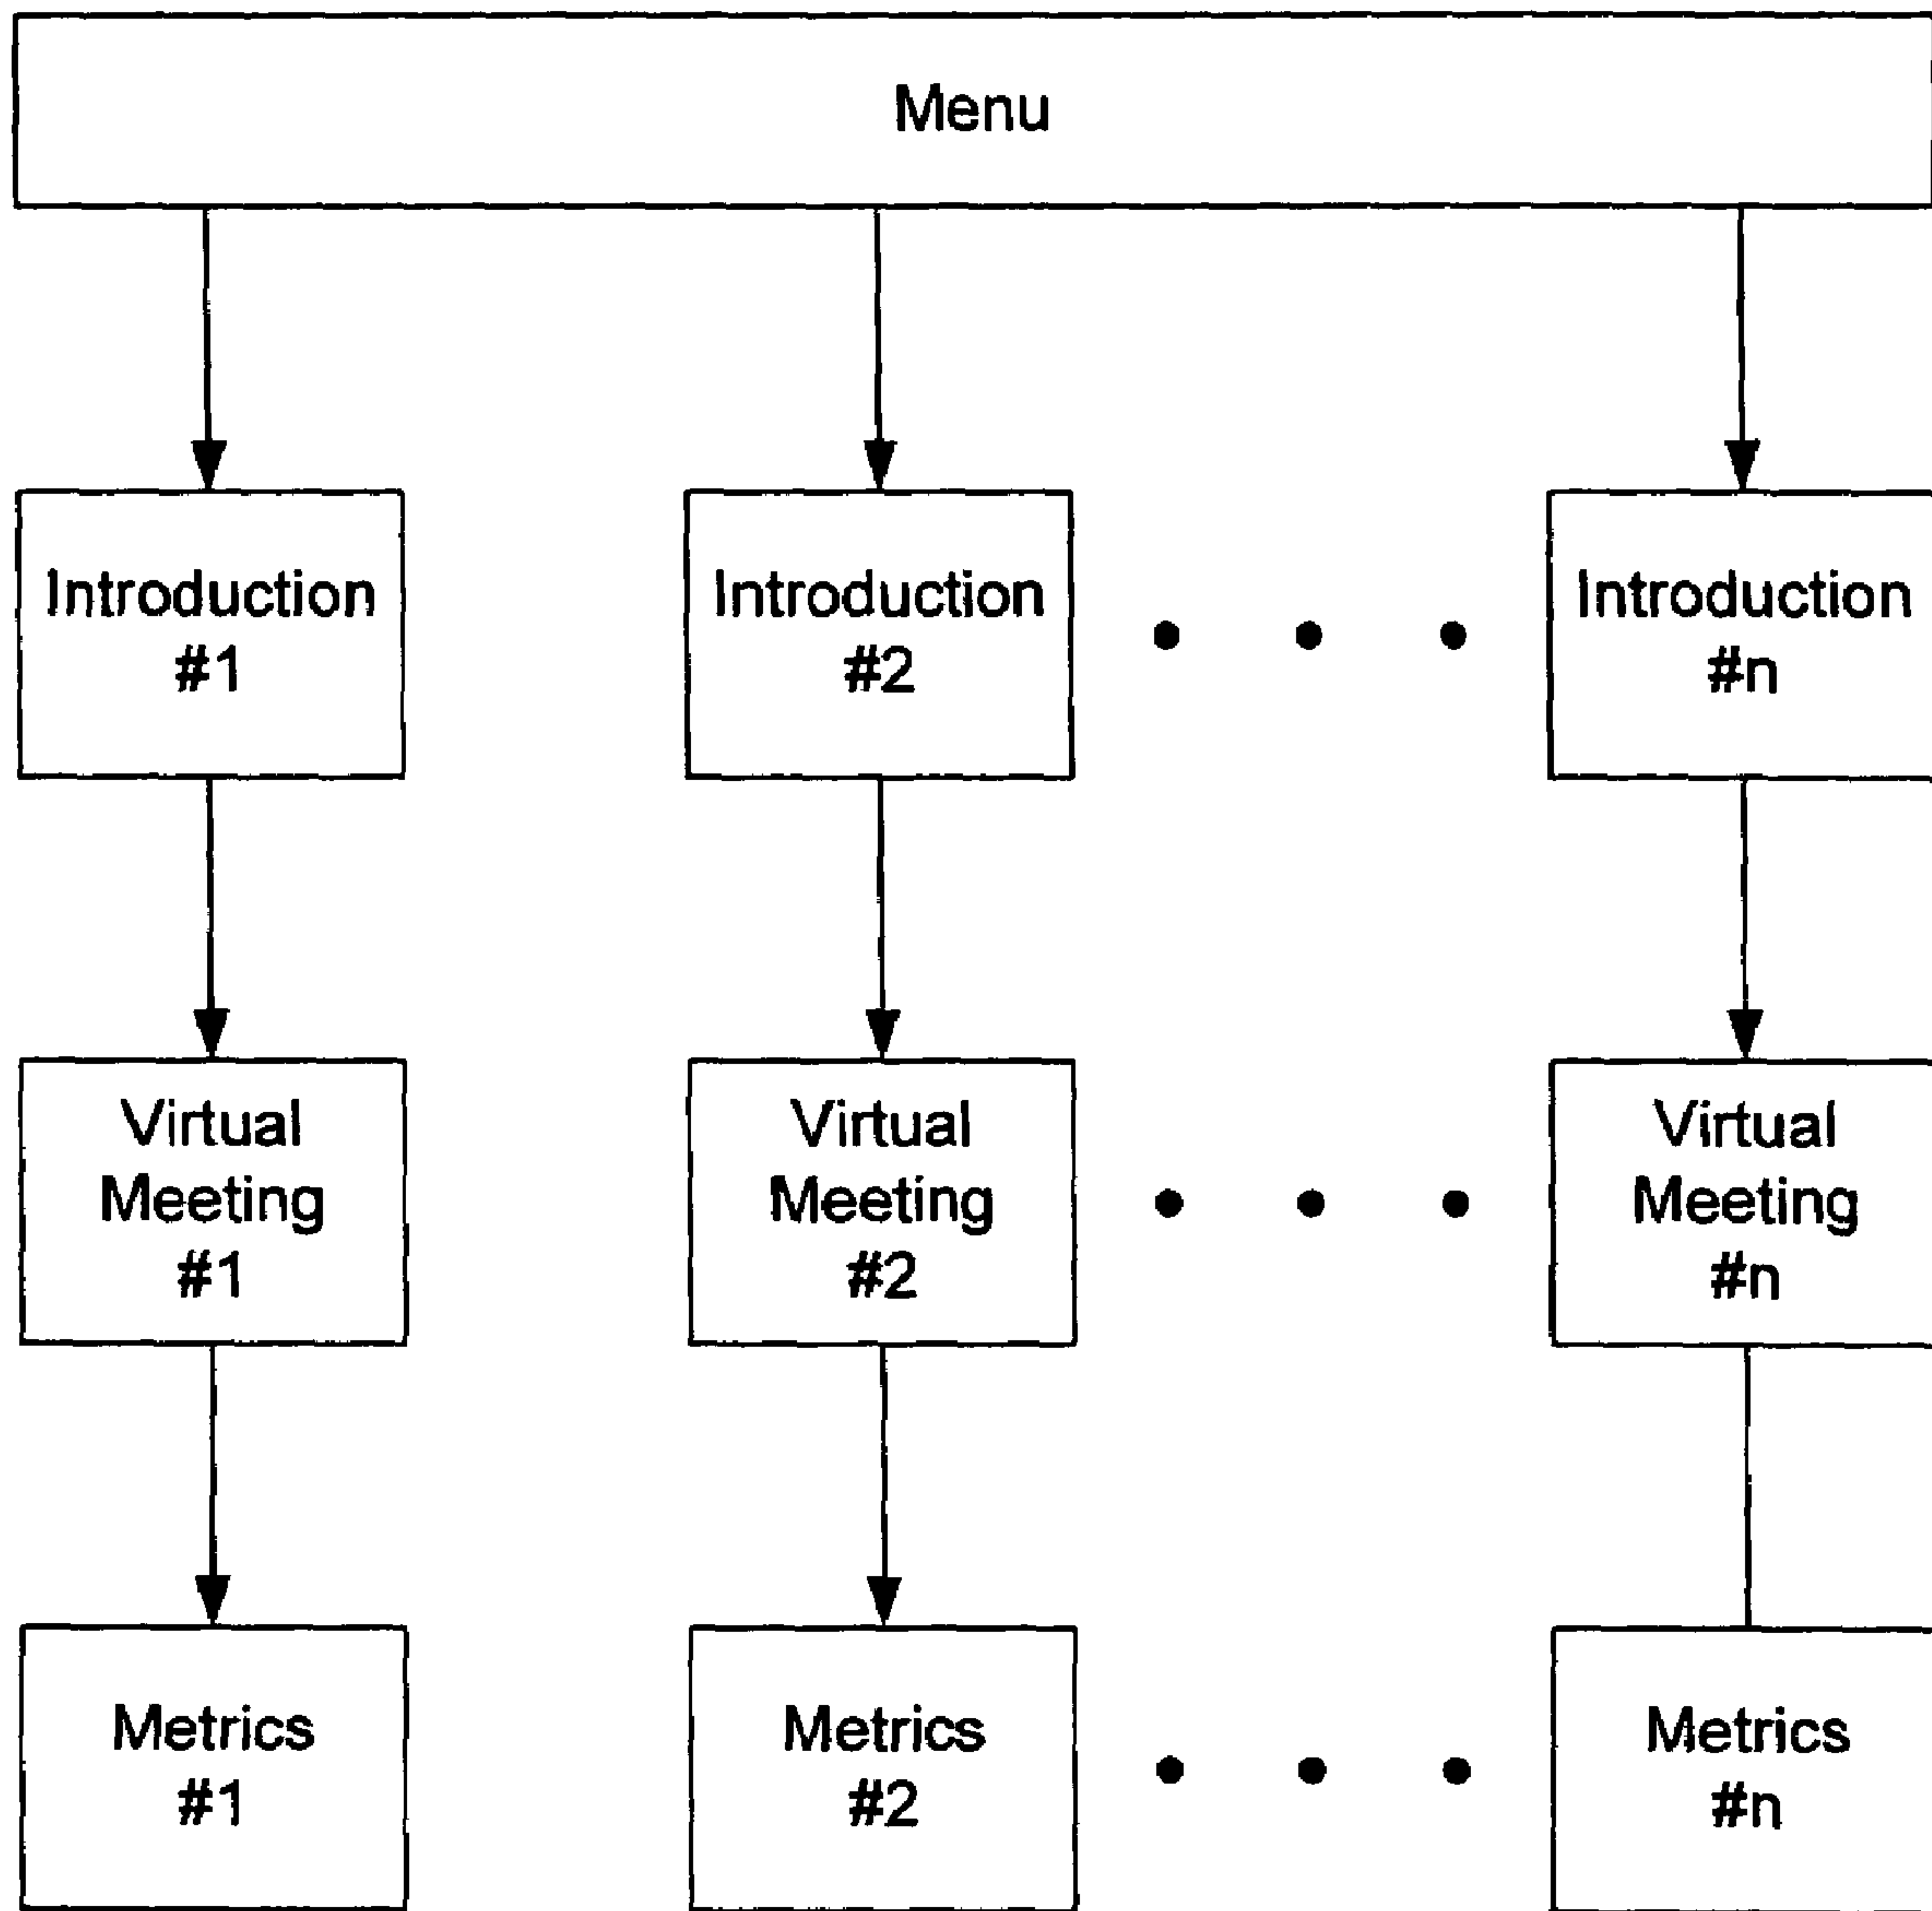 Menu
Introduction
#1
Introduction
#2
Introduction
#n
Virtual
Meeting
#1
Virtual
Meeting
#2
Virtual
Meeting
#n
Metrics
#1
Metrics
#2
Metrics
#n